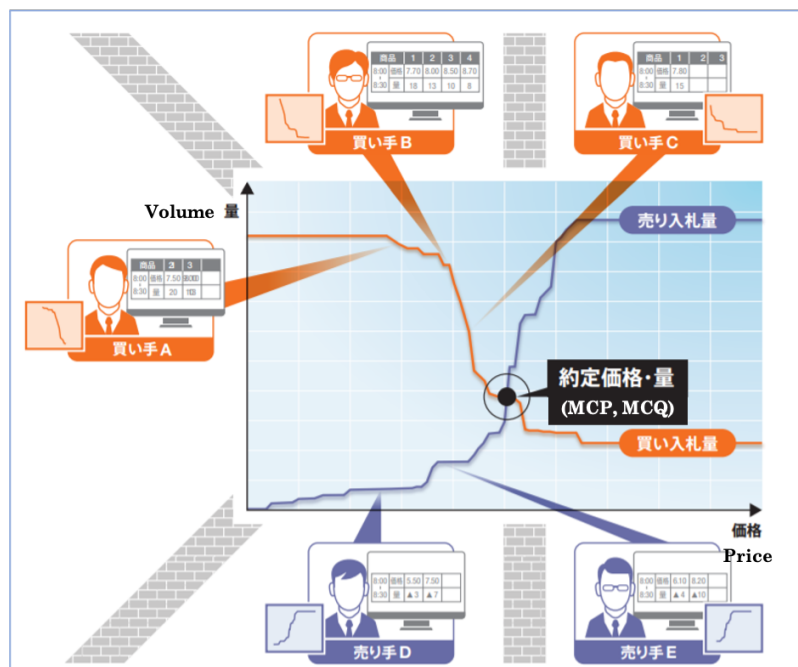 商品 1 2 3 4
8:00 価格 7.70 8.00 8.50 8.70
8:30 量 18 13 10 8
買い手B
商品 1 2 3
8:00 価格 7.80
8:30 量 15
買い手C
Volume 量
売り入札量
商品 3
8:00 価格 7.50
8:30 量 20
買い手A
約定価格・量
(MCP, MCQ)
買い入札量
価格
Price
8:00 価格 5.50 7.50
8:30 量 ▲3 ▲7
売り手D
8:00 価格 6.10 8.20
8:30 量 ▲4 ▲10
売り手E